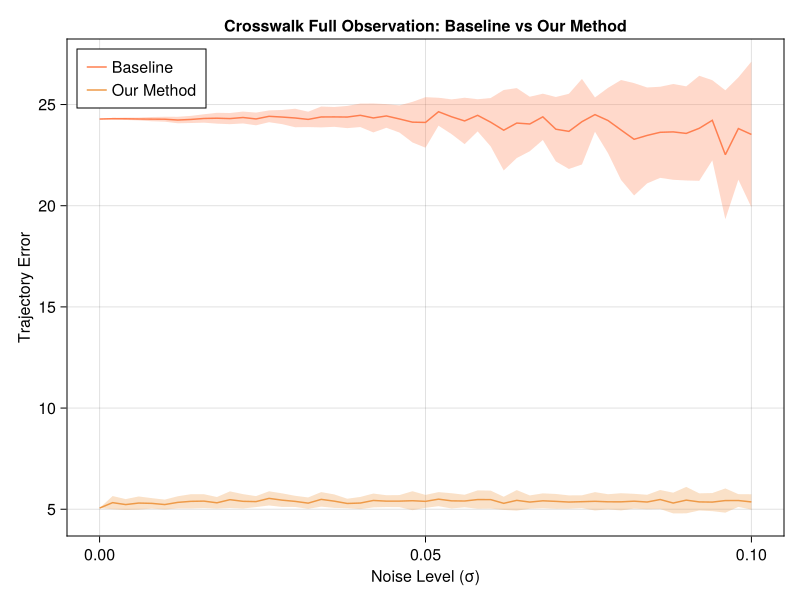 Crosswalk Full Observation: Baseline vs Our Method
Baseline
Our Method
25
20
15
10
5
Trajectory Error
0.00
0.05
0.10
Noise Level (σ)